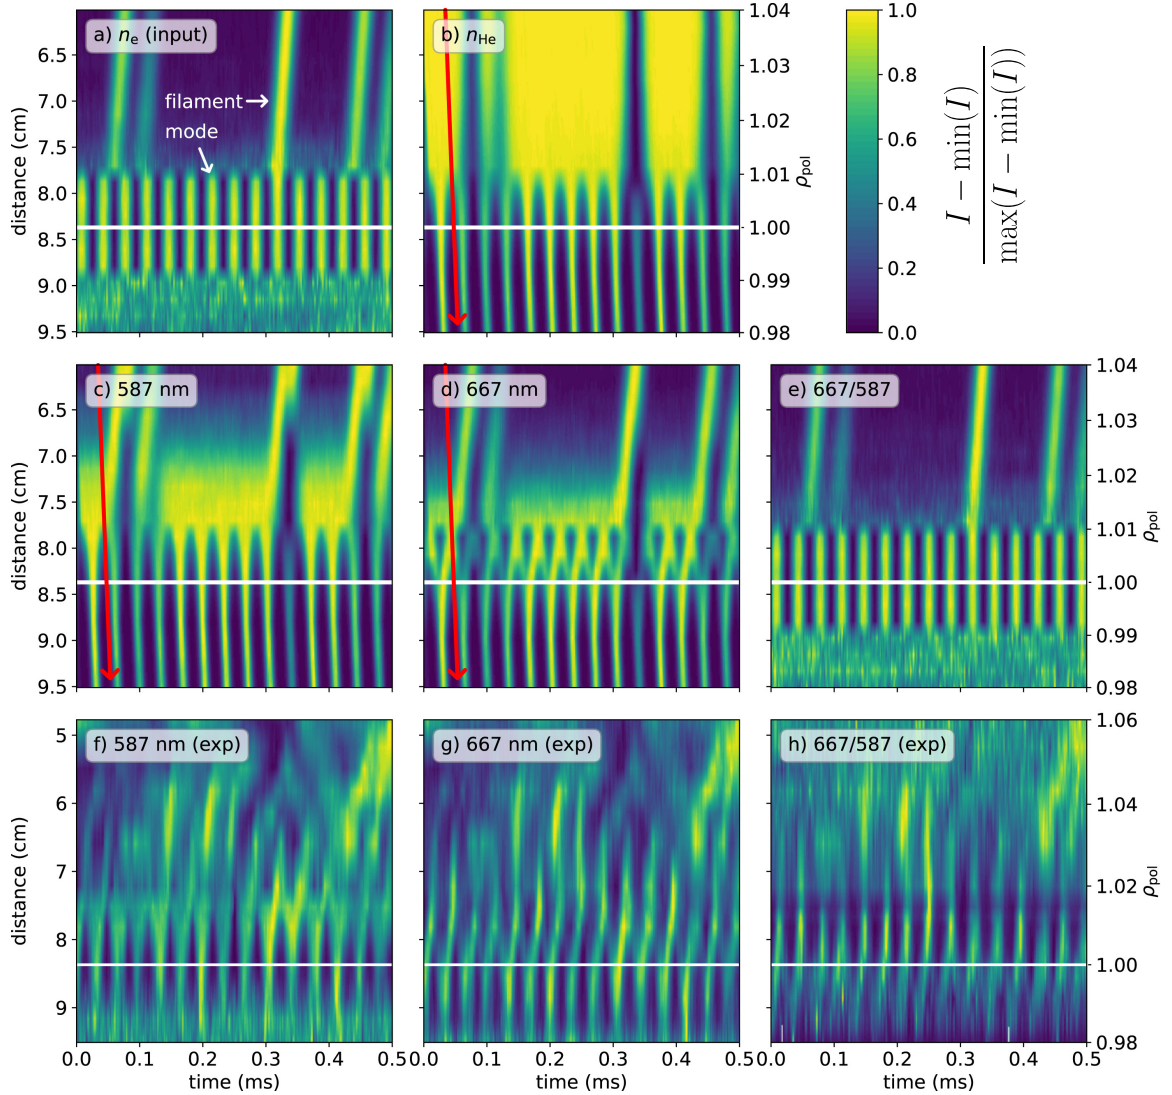 a) nₑ (input)
filament
mode
6.5
7.0
7.5
8.0
8.5
9.0
9.5
distance (cm)
b) n_He
1.04
1.03
1.02
1.01
1.00
0.99
0.98
ρ_pol
1.0
0.8
0.6
0.4
0.2
0.0
I − min(I)
max(I − min(I))
c) 587 nm
6.5
7.0
7.5
8.0
8.5
9.0
9.5
distance (cm)
d) 667 nm
e) 667/587
1.04
1.03
1.02
1.01
1.00
0.99
0.98
ρ_pol
f) 587 nm (exp)
5
6
7
8
9
distance (cm)
0.0 0.1 0.2 0.3 0.4 0.5
time (ms)
g) 667 nm (exp)
0.0 0.1 0.2 0.3 0.4 0.5
time (ms)
h) 667/587 (exp)
1.06
1.04
1.02
1.00
0.98
ρ_pol
0.0 0.1 0.2 0.3 0.4 0.5
time (ms)